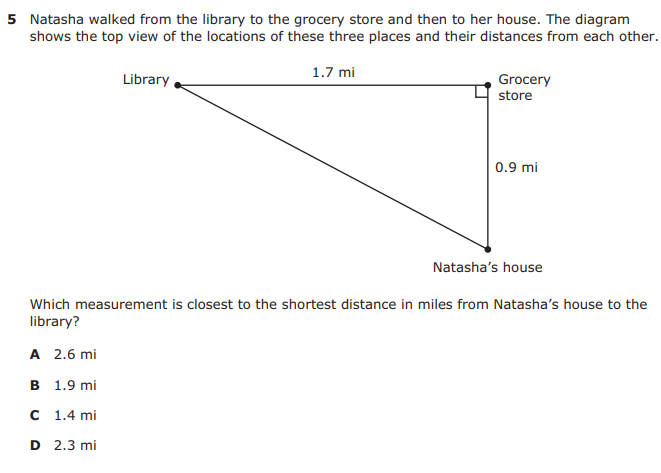 5 Natasha walked from the library to the grocery store and then to her house. The diagram
shows the top view of the locations of these three places and their distances from each other.
1.7 mi
Library
Grocery
store
0.9 mi
Natasha’s house
Which measurement is closest to the shortest distance in miles from Natasha’s house to the
library?
A 2.6 mi
B 1.9 mi
C 1.4 mi
D 2.3 mi